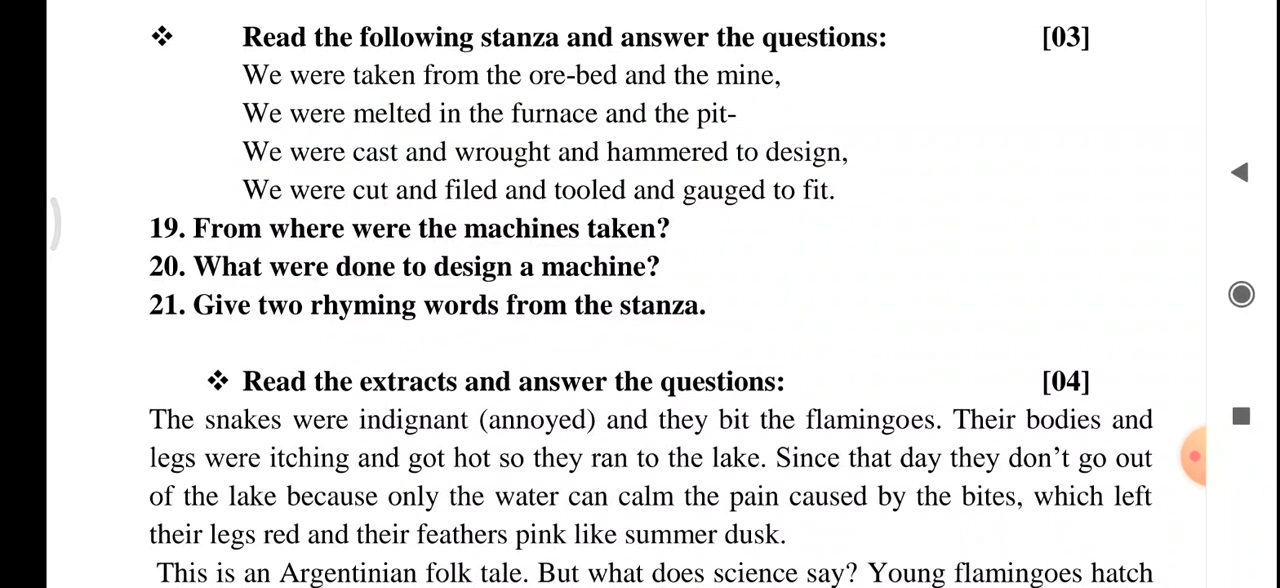 ❖ Read the following stanza and answer the questions: [03]
We were taken from the ore-bed and the mine,
We were melted in the furnace and the pit-
We were cast and wrought and hammered to design,
We were cut and filed and tooled and gauged to fit.
19. From where were the machines taken?
20. What were done to design a machine?
21. Give two rhyming words from the stanza.
❖ Read the extracts and answer the questions: [04]
The snakes were indignant (annoyed) and they bit the flamingoes. Their bodies and
legs were itching and got hot so they ran to the lake. Since that day they don’t go out
of the lake because only the water can calm the pain caused by the bites, which left
their legs red and their feathers pink like summer dusk.
This is an Argentinian folk tale. But what does science say? Young flamingoes hatch